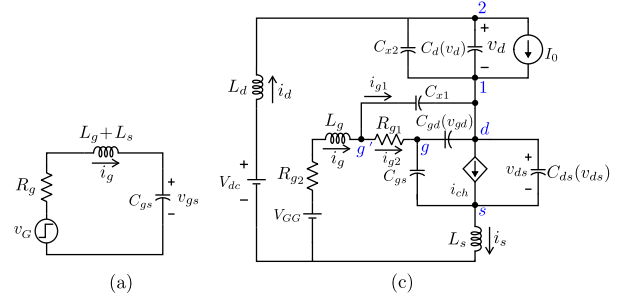 L_g+L_s
i_g
R_g
C_gs
+
v_gs
−
v_G
(a)
2
+
C_x2
C_d(v_d)
v_d
I_0
−
L_d
i_d
1
i_g1
C_x1
L_g
R_g1
C_gd(v_gd)
i_g
g'
i_g2
g
d
+
V_dc
−
R_g2
C_gs
i_ch
+
v_ds
−
C_ds(v_ds)
V_GG
s
L_s
i_s
(c)